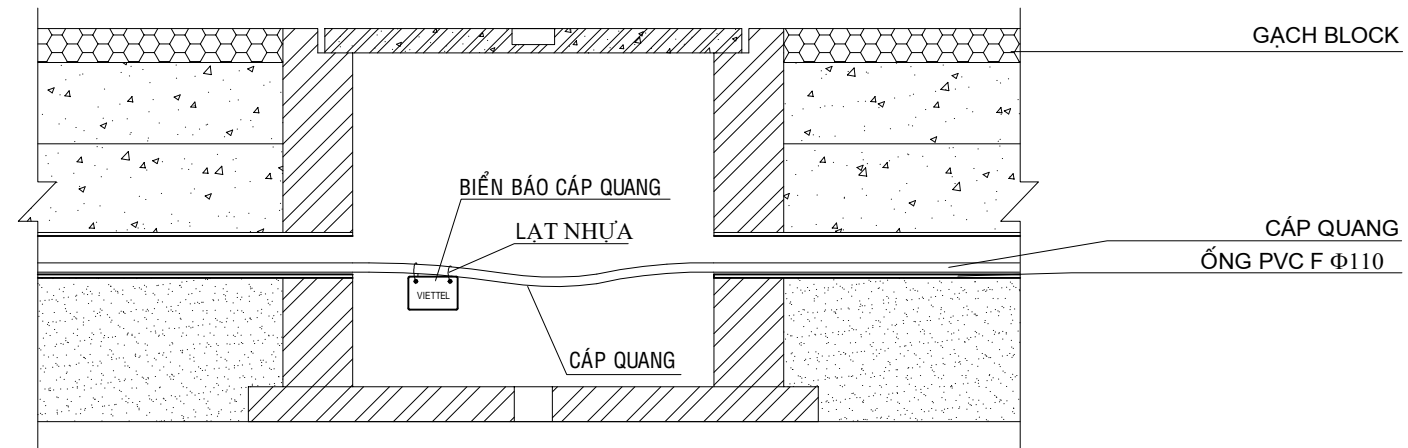 GẠCH BLOCK
BIỂN BÁO CÁP QUANG
LẠT NHỰA
CÁP QUANG
ỐNG PVC F Φ110
VIETTEL
CÁP QUANG